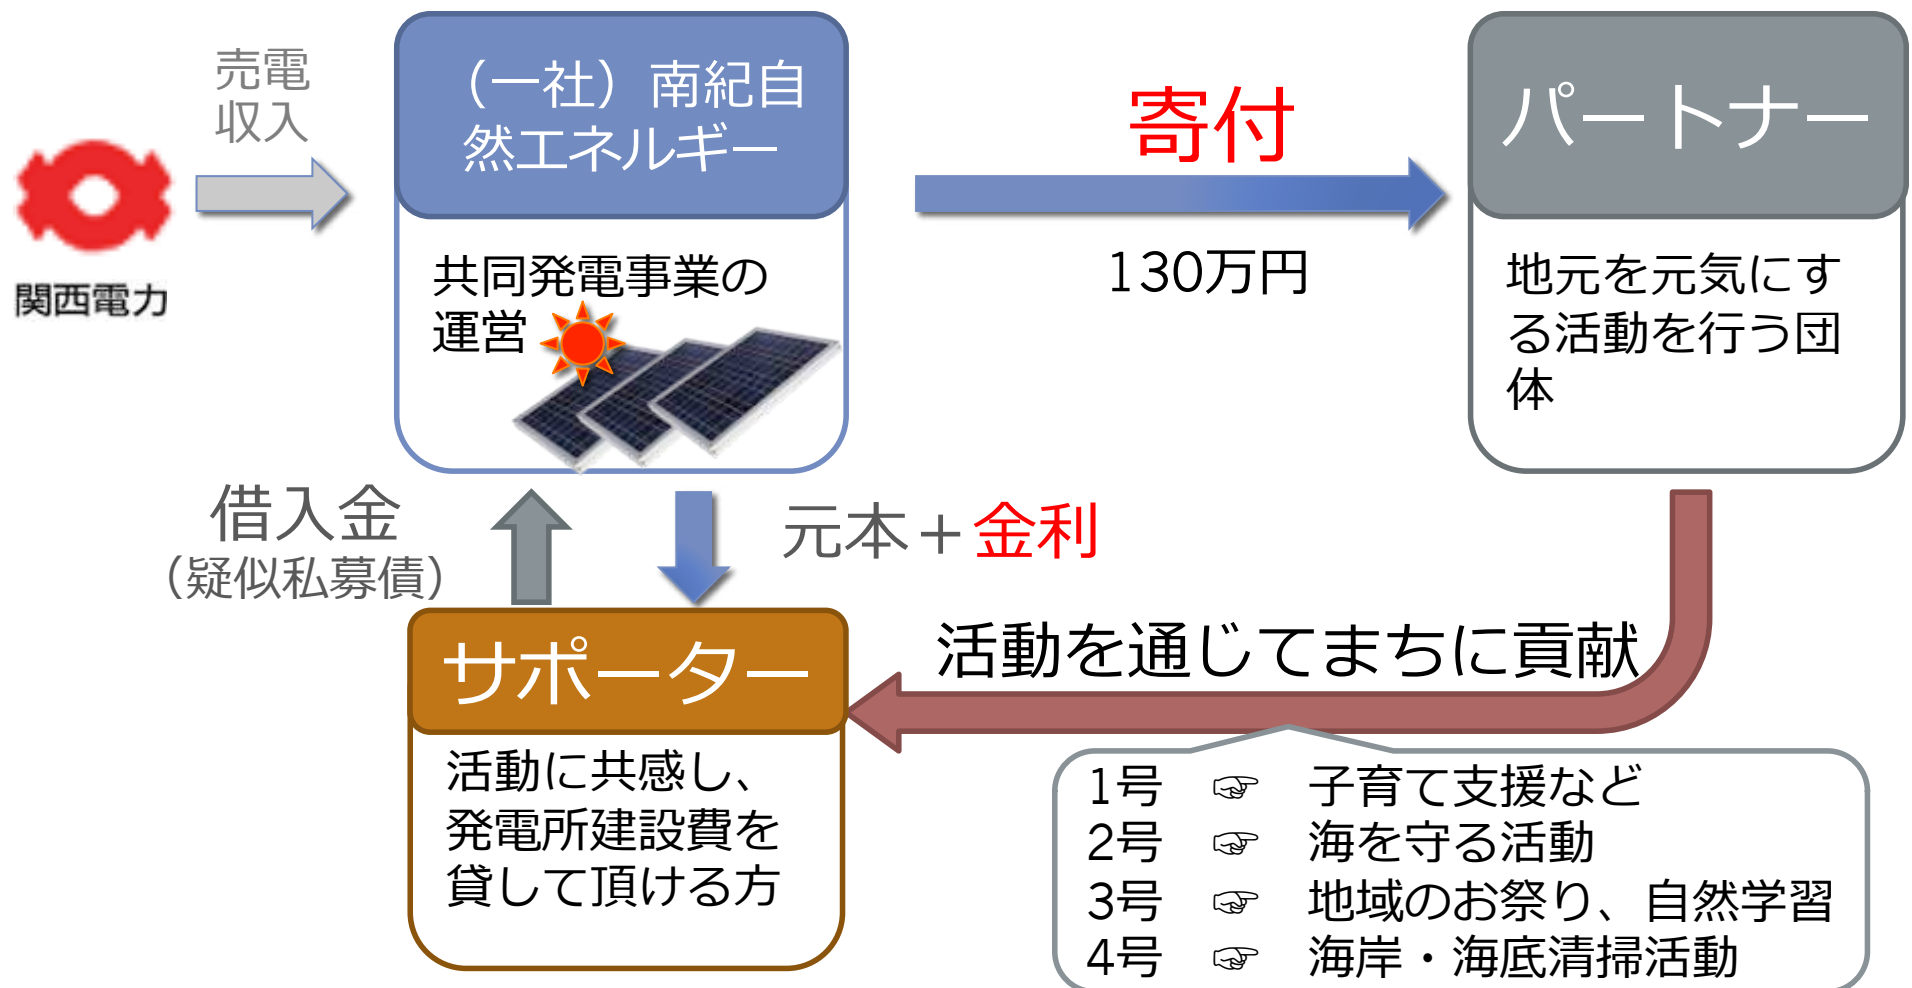 売電
収入
関西電力
（一社）南紀自
然エネルギー
共同発電事業の
運営
寄付
130万円
パートナー
地元を元気にす
る活動を行う団
体
借入金
（疑似私募債）
元本＋金利
サポーター
活動に共感し、
発電所建設費を
貸して頂ける方
活動を通じてまちに貢献
1号 ☞ 子育て支援など
2号 ☞ 海を守る活動
3号 ☞ 地域のお祭り、自然学習
4号 ☞ 海岸・海底清掃活動